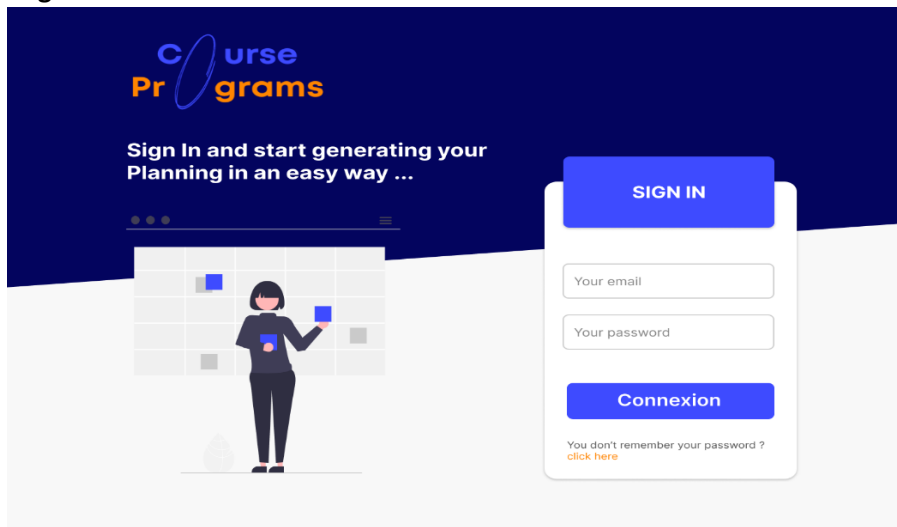 Course
Programs
Sign In and start generating your
Planning in an easy way ...
SIGN IN
Your email
Your password
Connexion
You don't remember your password ?
click here